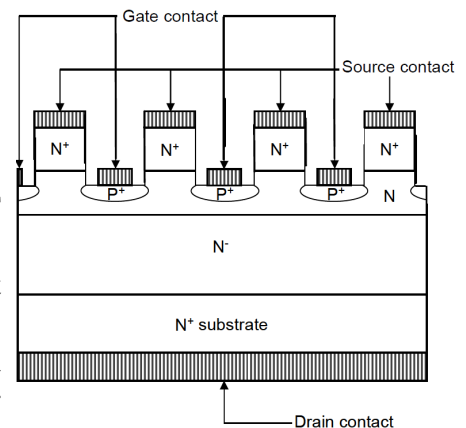 Gate contact
Source contact
N+ N+ N+ N+
P+ P+ P+ N
N-
N+ substrate
Drain contact